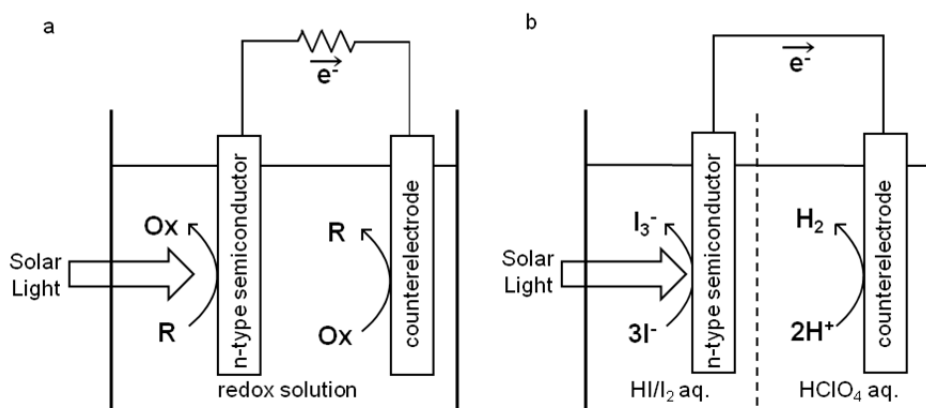 a
e⁻
Ox
R
Solar
Light
n-type semiconductor
R
Ox
counterelectrode
redox solution
b
e⁻
I₃⁻
3I⁻
Solar
Light
n-type semiconductor
H₂
2H⁺
counterelectrode
HI/I₂ aq.
HClO₄ aq.